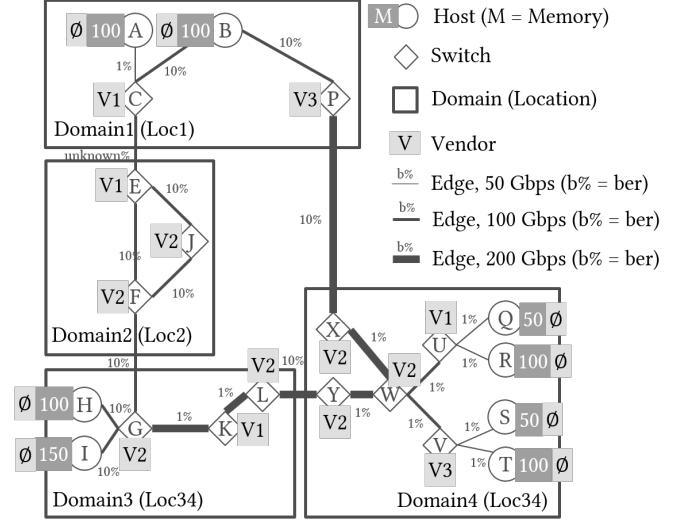 Ø 100 A Ø 100 B
10%
1%
10%
V1 C V3 P
Domain1 (Loc1)
unknown%
V1 E 10%
V2 J
10%
V2 F 10%
Domain2 (Loc2)
10%
Ø 100 H
10%
Ø 150 I
10%
G
V2
1%
K V1
1%
V2
L
10%
Domain3 (Loc34)
10%
X
V2
1%
Y
V2
1%
V2
W
V1
U
1%
1%
V
V3
1% Q 50 Ø
1% R 100 Ø
1% S 50 Ø
1% T 100 Ø
Domain4 (Loc34)
M Host (M = Memory)
Switch
Domain (Location)
V Vendor
b% Edge, 50 Gbps (b% = ber)
b% Edge, 100 Gbps (b% = ber)
b% Edge, 200 Gbps (b% = ber)